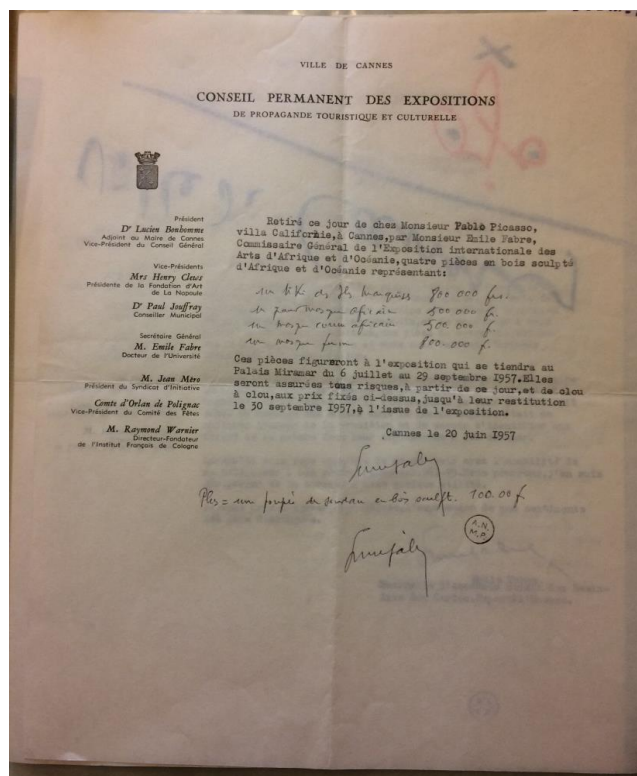 VILLE DE CANNES
CONSEIL PERMANENT DES EXPOSITIONS
DE PROPAGANDE TOURISTIQUE ET CULTURELLE
Président
Dr Lucien Benhomme
Adjoint au Maire de Cannes
Vice-Président du Conseil Général
Vice-Présidents
Mrs Henry Clews
Présidente de la Fondation d'Art
de La Napoule
Dr Paul Jouffray
Conseiller Municipal
Secrétaire Général
M. Emile Fabre
Docteur de l'Université
M. Jean Méro
Président du Syndicat d'Initiative
Comte d'Orlan de Polignac
Vice-Président du Comité des Fêtes
M. Raymond Warnier
Directeur-Fondateur
de l'Institut Français de Cologne
Retiré ce jour de chez Monsieur Pablo Picasso,
villa Californie, à Cannes, par Monsieur Emile Fabre,
Commissaire Général de l'Exposition internationale des
Arts d'Afrique et d'Océanie, quatre pièces en bois sculpté
d'Afrique et d'Océanie représentant:
un tiki des Iles Marquises 800 000 frs.
un masque africain 500 000 fr.
un masque africain 500.000 fr.
un masque 800.000 f.
Ces pièces figureront à l'exposition qui se tiendra au
Palais Miramar du 6 juillet au 29 septembre 1957. Elles
seront assurées tous risques, à partir de ce jour, et de clou
à clou, aux prix fixés ci-dessus, jusqu'à leur restitution
le 30 septembre 1957, à l'issue de l'exposition.
Cannes le 20 juin 1957
Plus = une poupée du Soudan en bois sculpt. 100.00 f
A.N.
M.P.